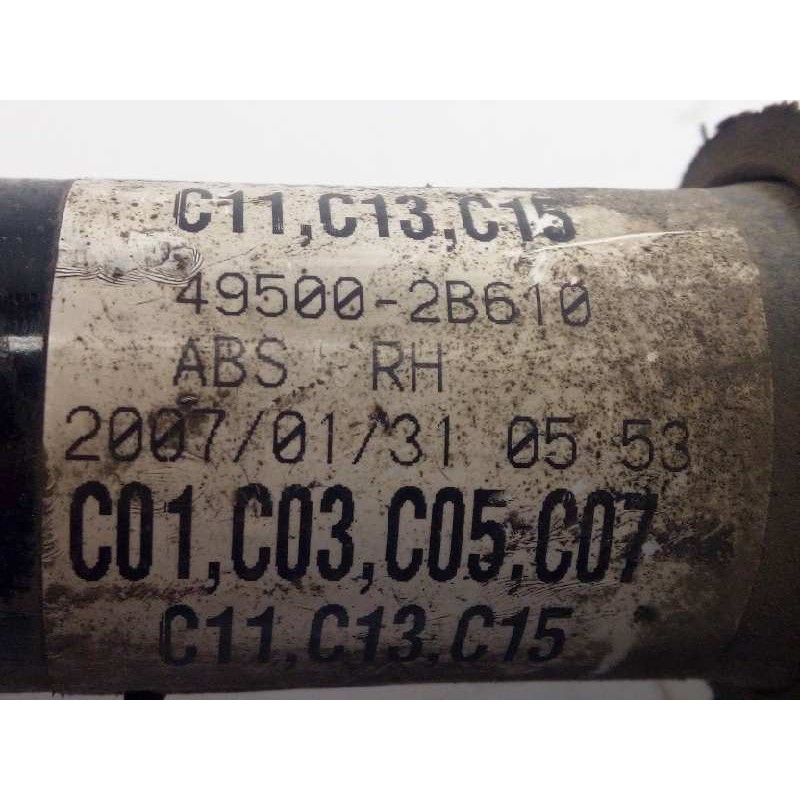 C11,C13,C15
49500-2B610
ABS RH
2007/01/31 05 53
C01,C03,C05,C07
C11,C13,C15